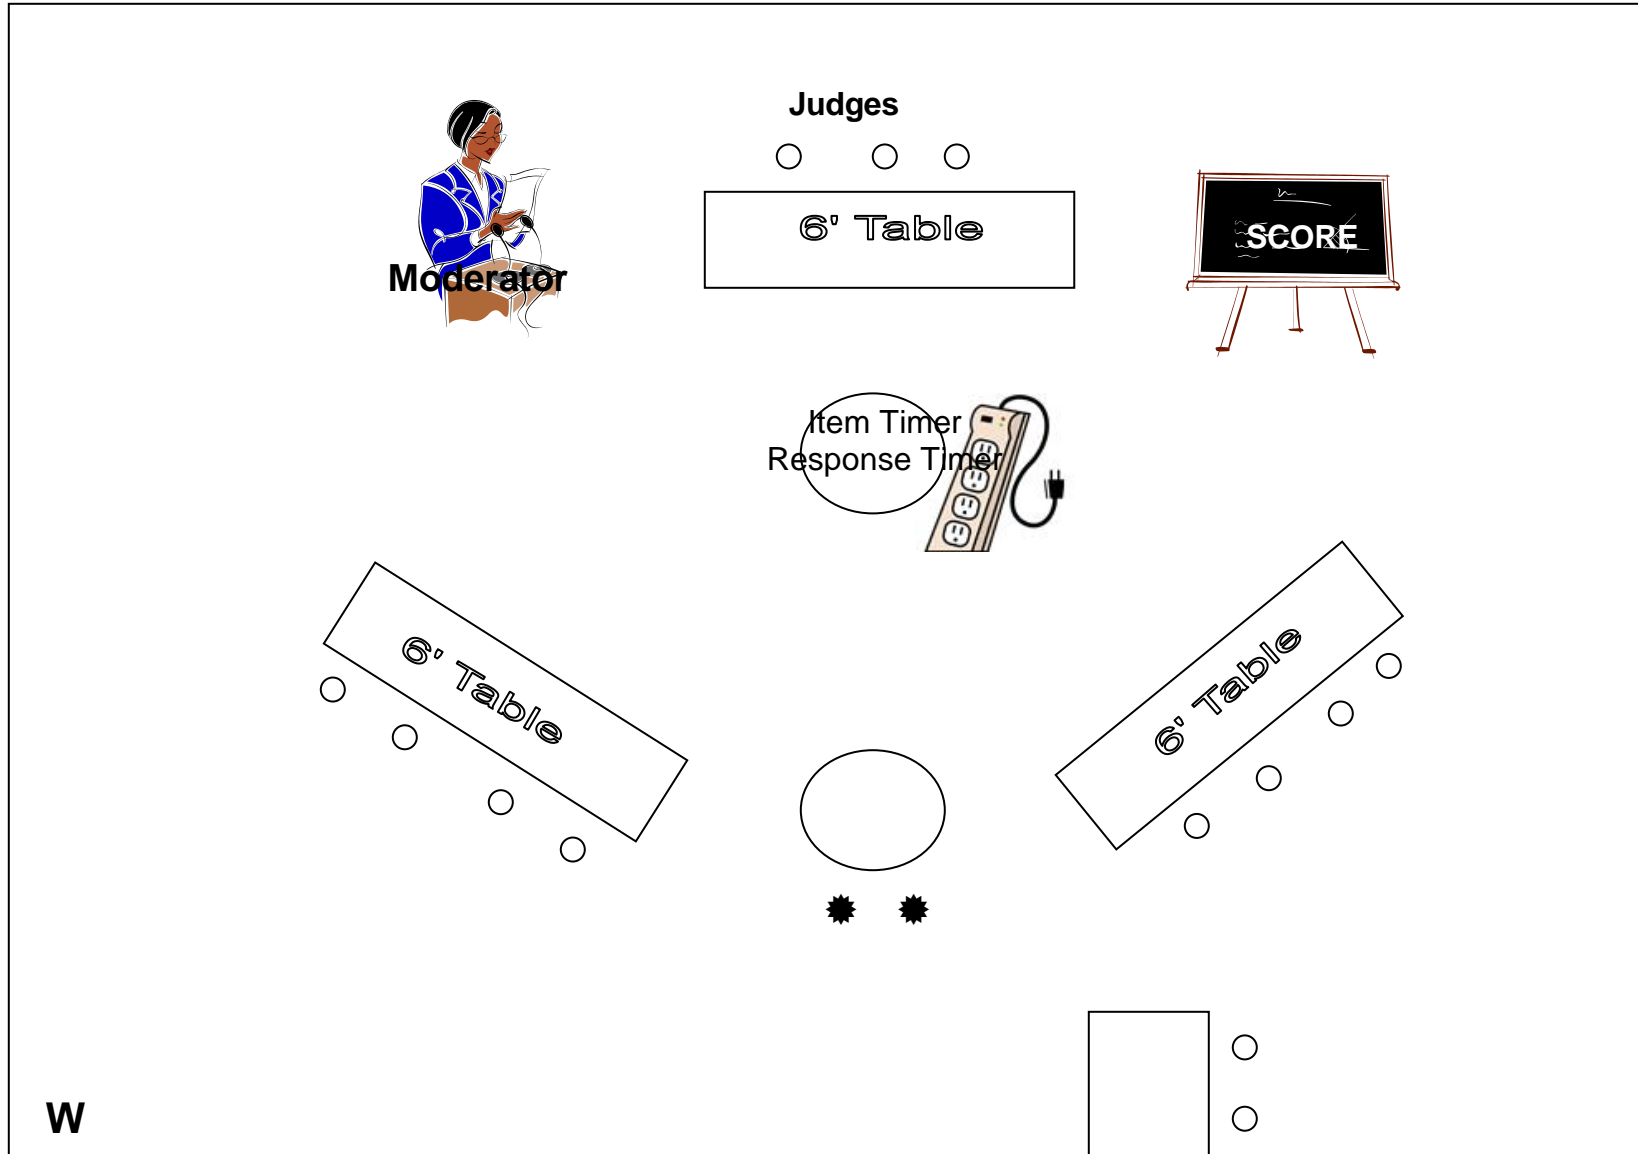 Judges
6' Table
SCORE
Moderator
Item Timer
Response Timer
6' Table
6' Table
W